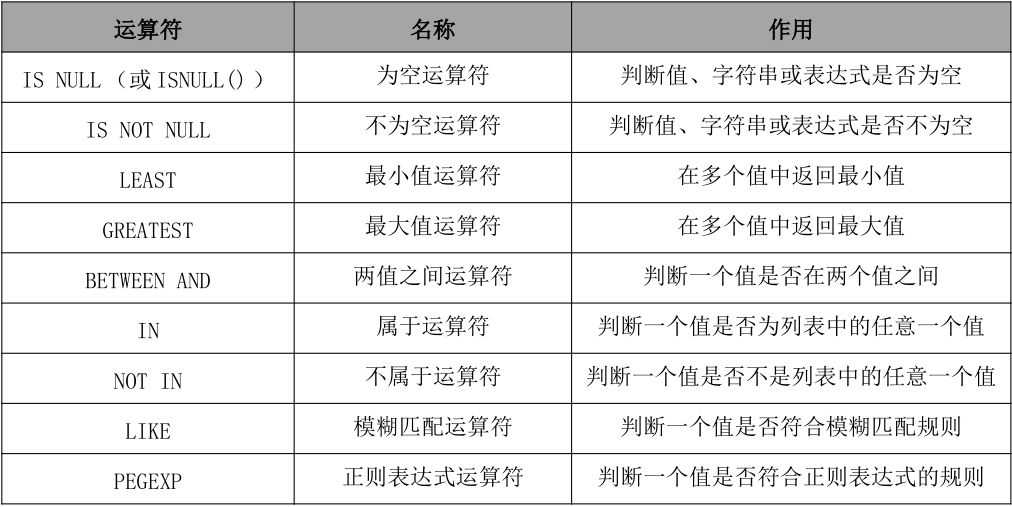 运算符 名称 作用
IS NULL（或ISNULL()） 为空运算符 判断值、字符串或表达式是否为空
IS NOT NULL 不为空运算符 判断值、字符串或表达式是否不为空
LEAST 最小值运算符 在多个值中返回最小值
GREATEST 最大值运算符 在多个值中返回最大值
BETWEEN AND 两值之间运算符 判断一个值是否在两个值之间
IN 属于运算符 判断一个值是否为列表中的任意一个值
NOT IN 不属于运算符 判断一个值是否不是列表中的任意一个值
LIKE 模糊匹配运算符 判断一个值是否符合模糊匹配规则
PEGEXP 正则表达式运算符 判断一个值是否符合正则表达式的规则